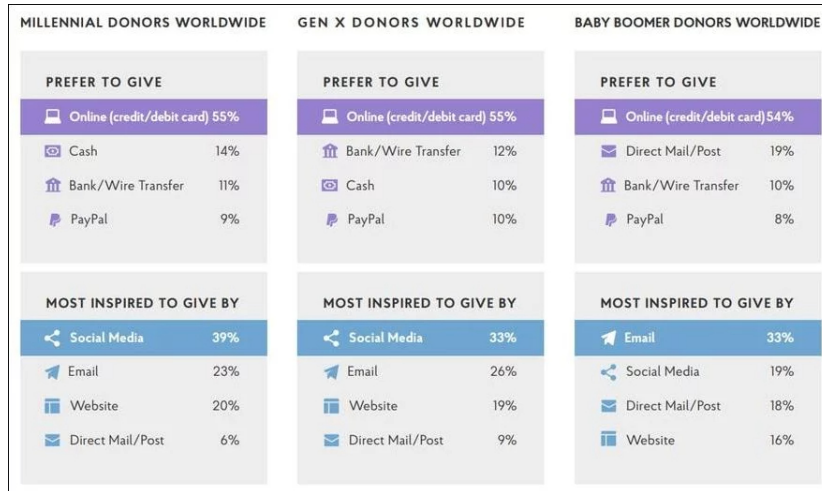 MILLENNIAL DONORS WORLDWIDE
PREFER TO GIVE
Online (credit/debit card) 55%
Cash 14%
Bank/Wire Transfer 11%
PayPal 9%
MOST INSPIRED TO GIVE BY
Social Media 39%
Email 23%
Website 20%
Direct Mail/Post 6%
GEN X DONORS WORLDWIDE
PREFER TO GIVE
Online (credit/debit card) 55%
Bank/Wire Transfer 12%
Cash 10%
PayPal 10%
MOST INSPIRED TO GIVE BY
Social Media 33%
Email 26%
Website 19%
Direct Mail/Post 9%
BABY BOOMER DONORS WORLDWIDE
PREFER TO GIVE
Online (credit/debit card) 54%
Direct Mail/Post 19%
Bank/Wire Transfer 10%
PayPal 8%
MOST INSPIRED TO GIVE BY
Email 33%
Social Media 19%
Direct Mail/Post 18%
Website 16%